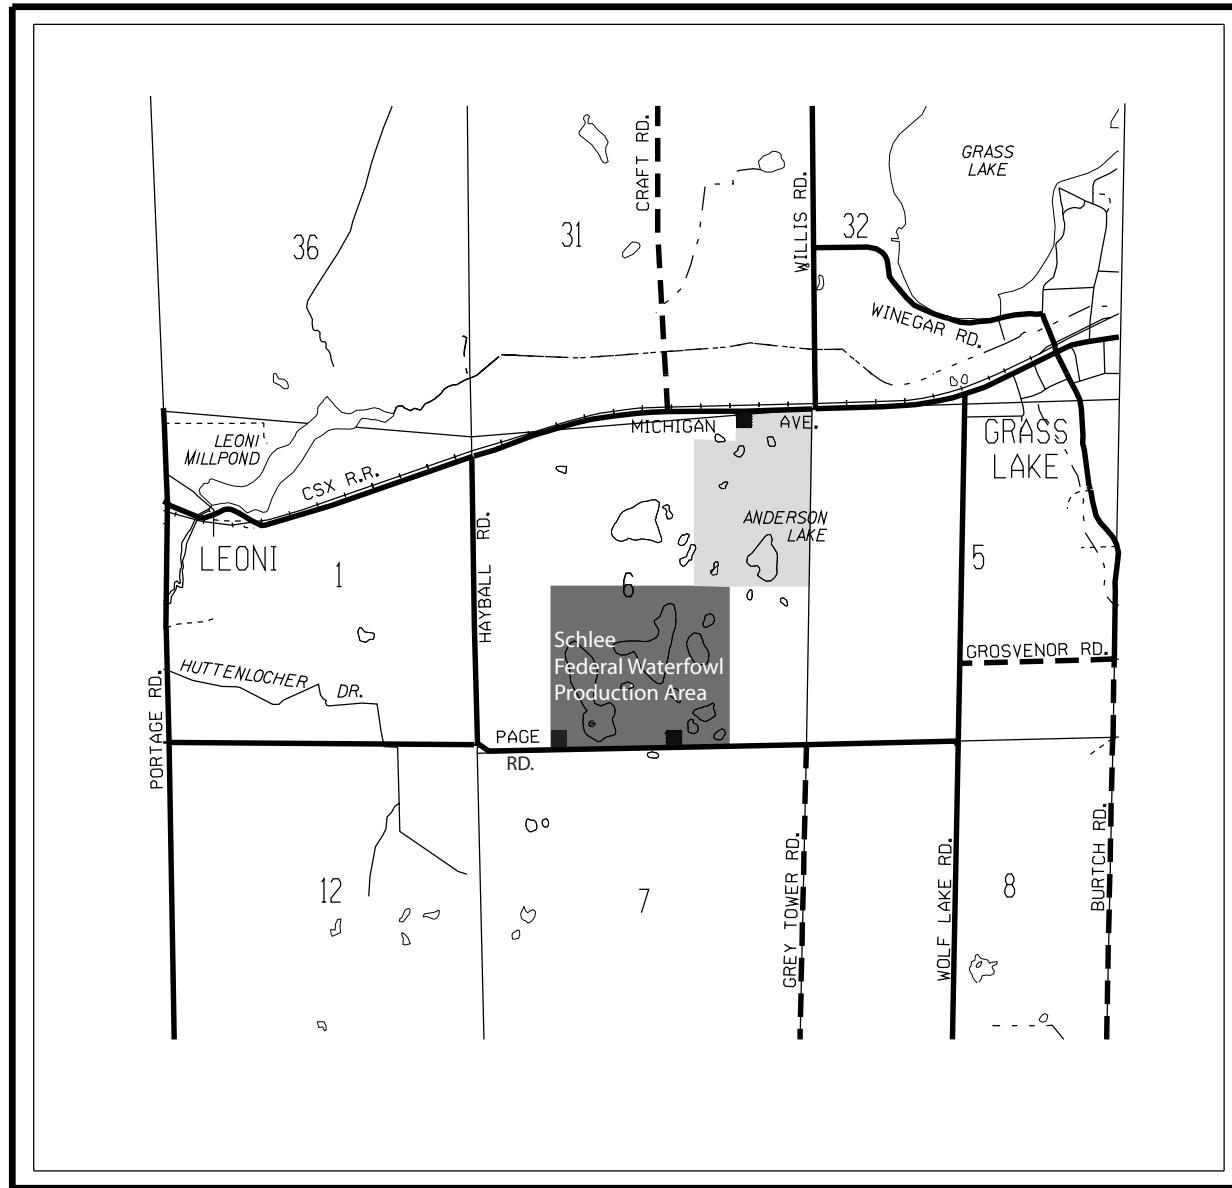 GRASS
LAKE
CRAFT RD.
WILLIS RD.
36
31
32
WINEGAR RD.
MICHIGAN AVE.
LEONI
MILLPOND
CSX R.R.
GRASS
LAKE
ANDERSON
LAKE
LEONI
1
HAYBALL RD.
6
5
Schlee
Federal Waterfowl
Production Area
GROSVENOR RD.
HUTTENLOCHER DR.
PORTAGE RD.
PAGE
RD.
GREY TOWER RD.
WOLF LAKE RD.
BURTCH RD.
12
7
8